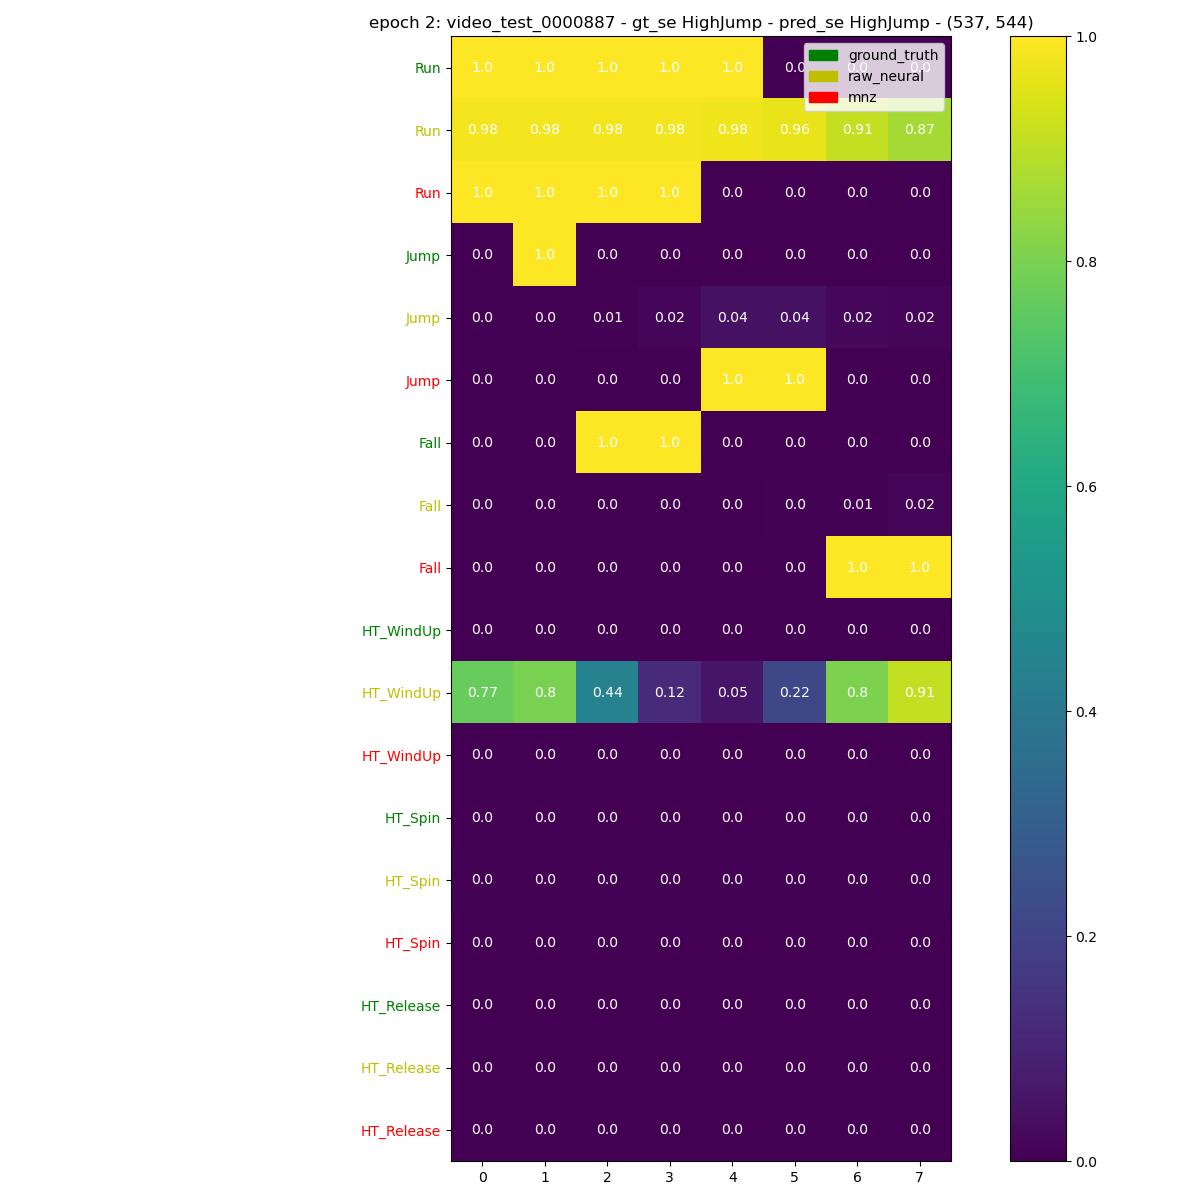 epoch 2: video_test_0000887 - gt_se HighJump - pred_se HighJump - (537, 544)
ground_truth
raw_neural
mnz
Run 1.0 1.0 1.0 1.0 1.0 0.0 0.0 0.0
Run 0.98 0.98 0.98 0.98 0.98 0.96 0.91 0.87
Run 1.0 1.0 1.0 1.0 0.0 0.0 0.0 0.0
Jump 0.0 1.0 0.0 0.0 0.0 0.0 0.0 0.0
Jump 0.0 0.0 0.01 0.02 0.04 0.04 0.02 0.02
Jump 0.0 0.0 0.0 0.0 1.0 1.0 0.0 0.0
Fall 0.0 0.0 1.0 1.0 0.0 0.0 0.0 0.0
Fall 0.0 0.0 0.0 0.0 0.0 0.0 0.01 0.02
Fall 0.0 0.0 0.0 0.0 0.0 0.0 1.0 1.0
HT_WindUp 0.0 0.0 0.0 0.0 0.0 0.0 0.0 0.0
HT_WindUp 0.77 0.8 0.44 0.12 0.05 0.22 0.8 0.91
HT_WindUp 0.0 0.0 0.0 0.0 0.0 0.0 0.0 0.0
HT_Spin 0.0 0.0 0.0 0.0 0.0 0.0 0.0 0.0
HT_Spin 0.0 0.0 0.0 0.0 0.0 0.0 0.0 0.0
HT_Spin 0.0 0.0 0.0 0.0 0.0 0.0 0.0 0.0
HT_Release 0.0 0.0 0.0 0.0 0.0 0.0 0.0 0.0
HT_Release 0.0 0.0 0.0 0.0 0.0 0.0 0.0 0.0
HT_Release 0.0 0.0 0.0 0.0 0.0 0.0 0.0 0.0
0 1 2 3 4 5 6 7
1.0
0.8
0.6
0.4
0.2
0.0